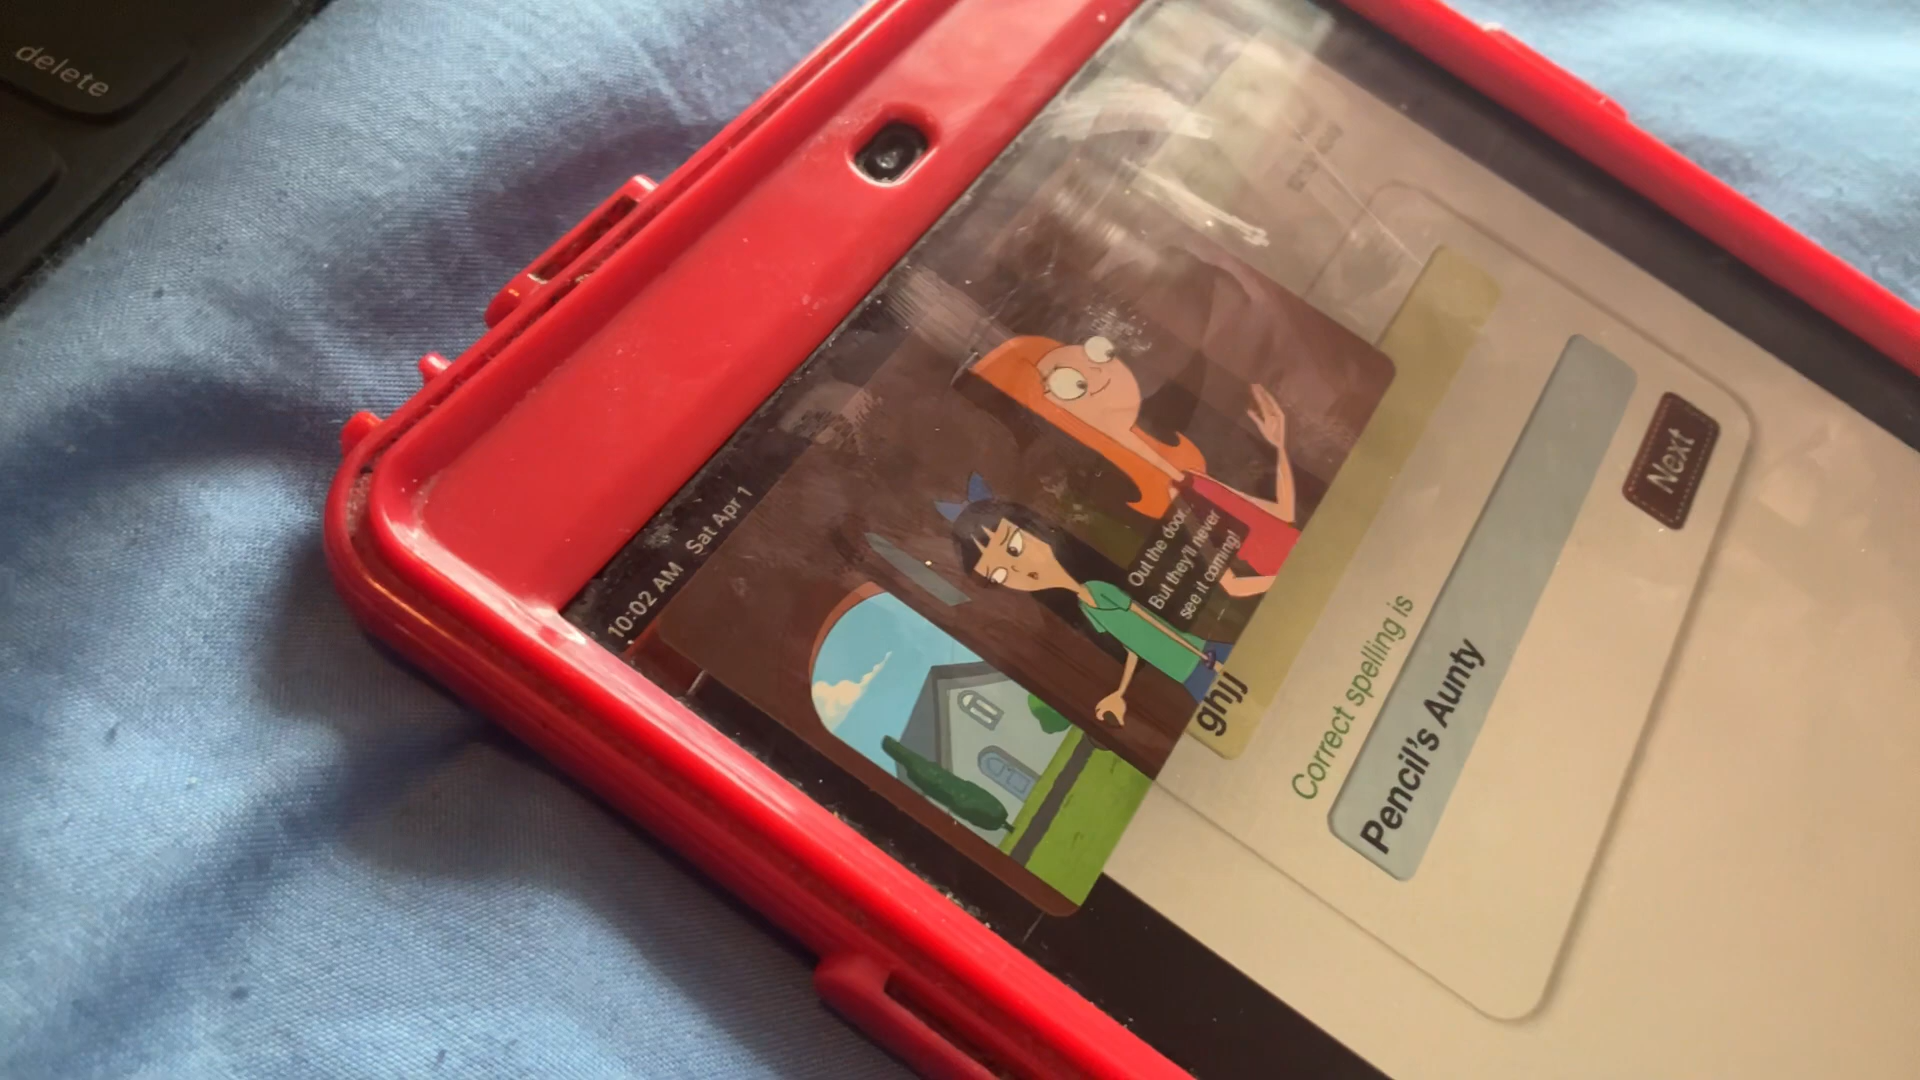 delete
10:02 AM Sat Apr 1
Out the door...
But they'll never
see it coming!
ghjj
Correct spelling is
Pencil's Aunty
Next